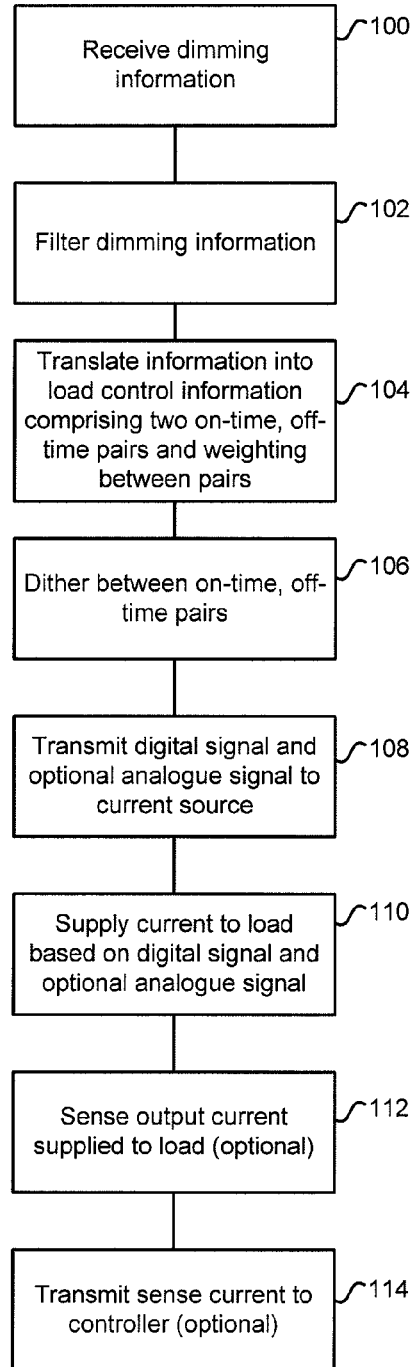 Receive dimming
information
100
Filter dimming information
102
Translate information into
load control information
comprising two on-time, off-
time pairs and weighting
between pairs
104
Dither between on-time, off-
time pairs
106
Transmit digital signal and
optional analogue signal to
current source
108
Supply current to load
based on digital signal and
optional analogue signal
110
Sense output current
supplied to load (optional)
112
Transmit sense current to
controller (optional)
114